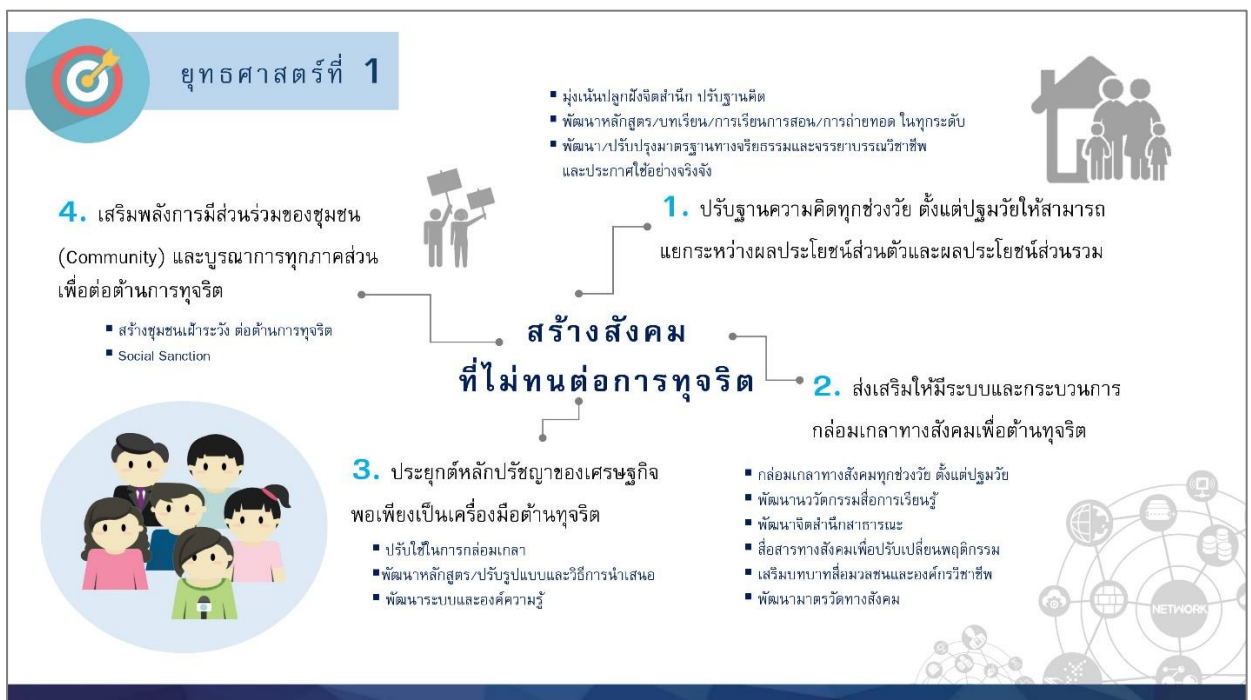 ยุทธศาสตร์ที่ 1
▪ มุ่งเน้นปลูกฝังจิตสำนึก ปรับฐานคิด
▪ พัฒนาหลักสูตร/บทเรียน/การเรียนการสอน/การถ่ายทอด ในทุกระดับ
▪ พัฒนา/ปรับปรุงมาตรฐานทางจริยธรรมและจรรยาบรรณวิชาชีพ
และประกาศใช้อย่างจริงจัง
1. ปรับฐานความคิดทุกช่วงวัย ตั้งแต่ปฐมวัยให้สามารถ
แยกระหว่างผลประโยชน์ส่วนตัวและผลประโยชน์ส่วนรวม
4. เสริมพลังการมีส่วนร่วมของชุมชน
(Community) และบูรณาการทุกภาคส่วน
เพื่อต่อต้านการทุจริต
▪ สร้างชุมชนเฝ้าระวัง ต่อต้านการทุจริต
▪ Social Sanction
สร้างสังคม
ที่ไม่ทนต่อการทุจริต
2. ส่งเสริมให้มีระบบและกระบวนการ
กล่อมเกลาทางสังคมเพื่อต้านทุจริต
▪ กล่อมเกลาทางสังคมทุกช่วงวัย ตั้งแต่ปฐมวัย
▪ พัฒนานวัตกรรมสื่อการเรียนรู้
▪ พัฒนาจิตสำนึกสาธารณะ
▪ สื่อสารทางสังคมเพื่อปรับเปลี่ยนพฤติกรรม
▪ เสริมบทบาทสื่อมวลชนและองค์กรวิชาชีพ
▪ พัฒนามาตรวัดทางสังคม
3. ประยุกต์หลักปรัชญาของเศรษฐกิจ
พอเพียงเป็นเครื่องมือต้านทุจริต
▪ ปรับใช้ในการกล่อมเกลา
▪พัฒนาหลักสูตร/ปรับรูปแบบและวิธีการนำเสนอ
▪ พัฒนาระบบและองค์ความรู้
NETWORK